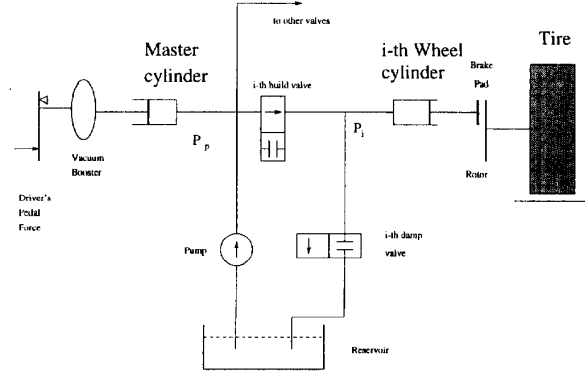 to other valves
Master
cylinder
i-th Wheel
cylinder
Tire
Brake
Pad
i-th build valve
P p
P i
Vacuum
Booster
Rotor
Driver's
Pedal
Force
Pump
i-th damp
valve
Reservoir